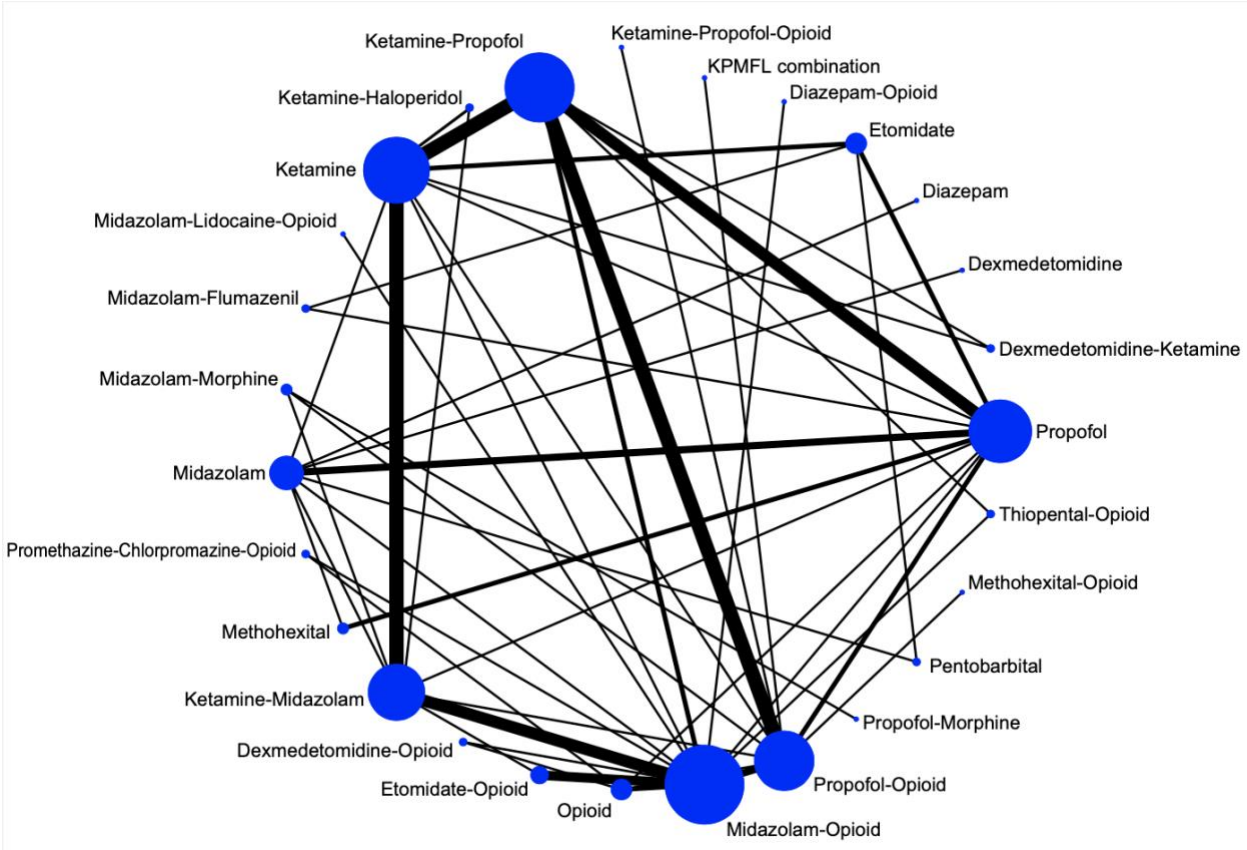 Ketamine-Propofol-Opioid
Ketamine-Propofol
KPMFL combination
Diazepam-Opioid
Ketamine-Haloperidol
Etomidate
Ketamine
Diazepam
Midazolam-Lidocaine-Opioid
Dexmedetomidine
Midazolam-Flumazenil
Dexmedetomidine-Ketamine
Midazolam-Morphine
Propofol
Midazolam
Thiopental-Opioid
Promethazine-Chlorpromazine-Opioid
Methohexital-Opioid
Methohexital
Pentobarbital
Ketamine-Midazolam
Propofol-Morphine
Dexmedetomidine-Opioid
Etomidate-Opioid
Propofol-Opioid
Opioid
Midazolam-Opioid